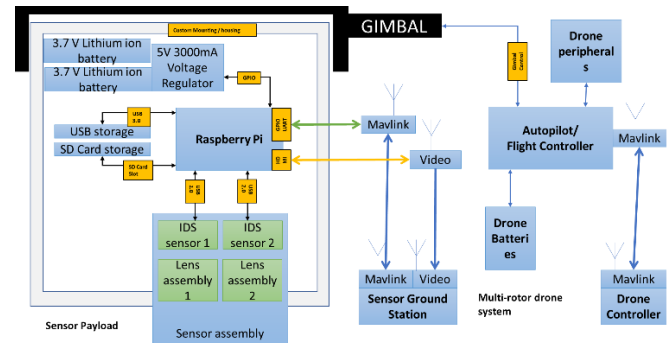 Custom Mounting / housing
GIMBAL
3.7 V Lithium ion
battery
3.7 V Lithium ion
battery
5V 3000mA
Voltage
Regulator
GPIO
Gimbal
Control
Drone
peripheral
s
USB
3.0
USB storage
SD Card storage
SD Card
Slot
Raspberry Pi
GPIO
UART
HD
MI
Mavlink
Video
Autopilot/
Flight Controller
Mavlink
USB
2.0
USB
2.0
IDS
sensor 1
IDS
sensor 2
Lens
assembly
1
Lens
assembly
2
Sensor assembly
Sensor Payload
Drone
Batteri
es
Mavlink
Video
Sensor Ground
Station
Multi-rotor drone
system
Mavlink
Drone
Controller